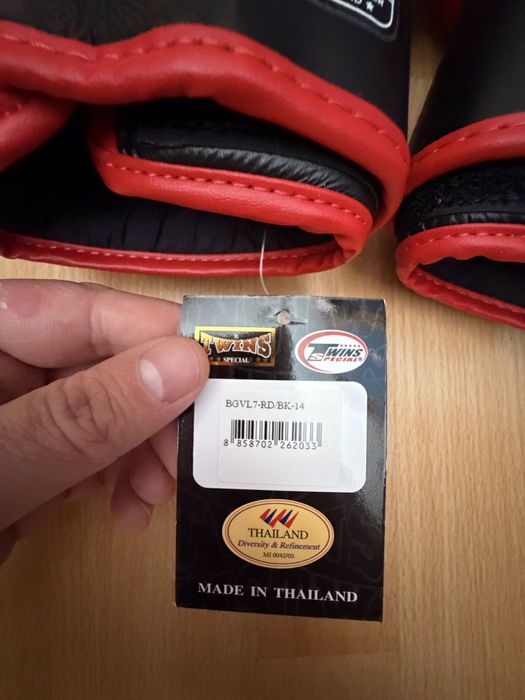 TWINS
SPECIAL
TWINS
SPECIAL
BGVL7-RD/BK-14
8 858702 262033
THAILAND
Diversity & Refinement
MI 0042/05
MADE IN THAILAND